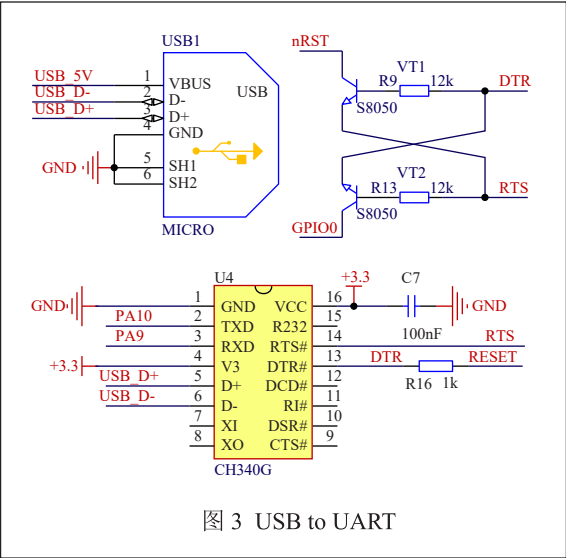 USB1
nRST
VT1
USB_5V
1
VBUS
USB
R9
12k
DTR
USB_D-
2
D-
S8050
USB_D+
3
D+
4
GND
VT2
GND
5
SH1
R13
12k
RTS
6
SH2
S8050
MICRO
GPIO0
U4
+3.3
C7
GND
1
GND
VCC
16
GND
PA10
2
TXD
R232
15
100nF
PA9
3
RXD
RTS#
14
RTS
+3.3
4
V3
DTR#
13
DTR
RESET
USB_D+
5
D+
DCD#
12
R16
1k
USB_D-
6
D-
RI#
11
7
XI
DSR#
10
8
XO
CTS#
9
CH340G
图 3 USB to UART